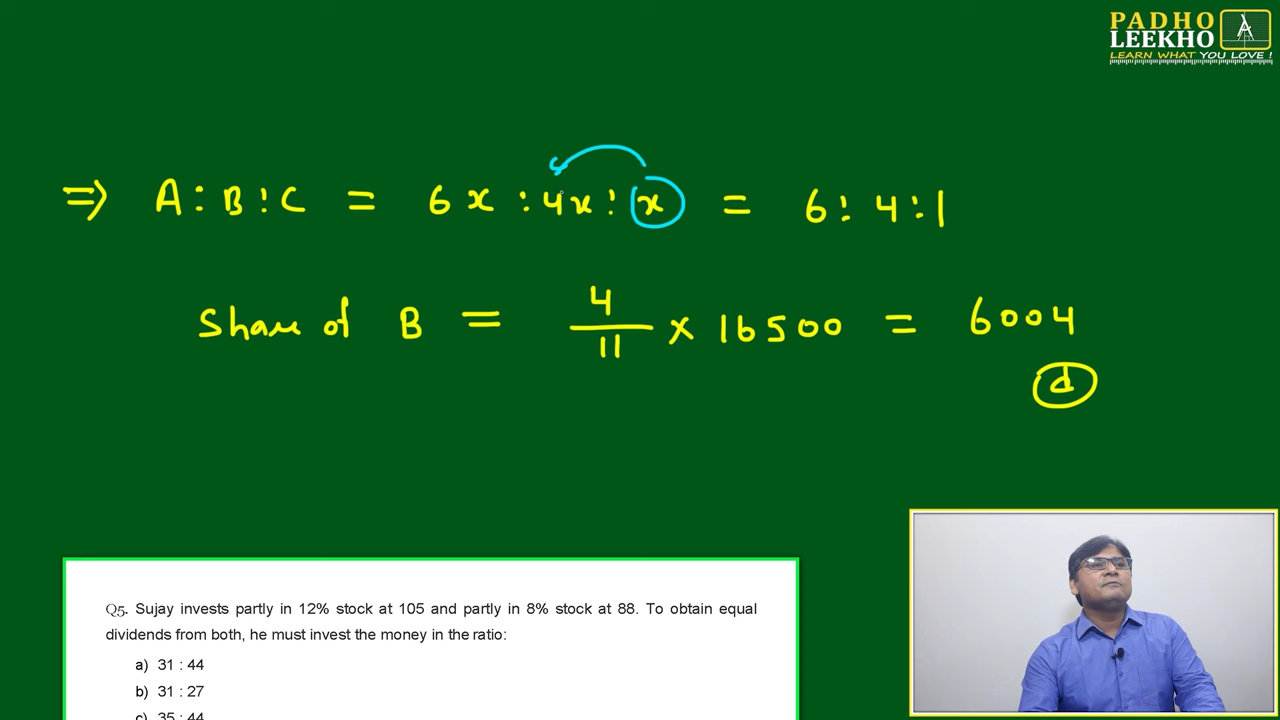 PADHO
LEEKHO
LEARN WHAT YOU LOVE !
=> A : B : C = 6x : 4x : x = 6 : 4 : 1
Share of B = 4/11 x 16500 = 6004
d
Q5. Sujay invests partly in 12% stock at 105 and partly in 8% stock at 88. To obtain equal
dividends from both, he must invest the money in the ratio:
a) 31 : 44
b) 31 : 27
c) 35 : 44